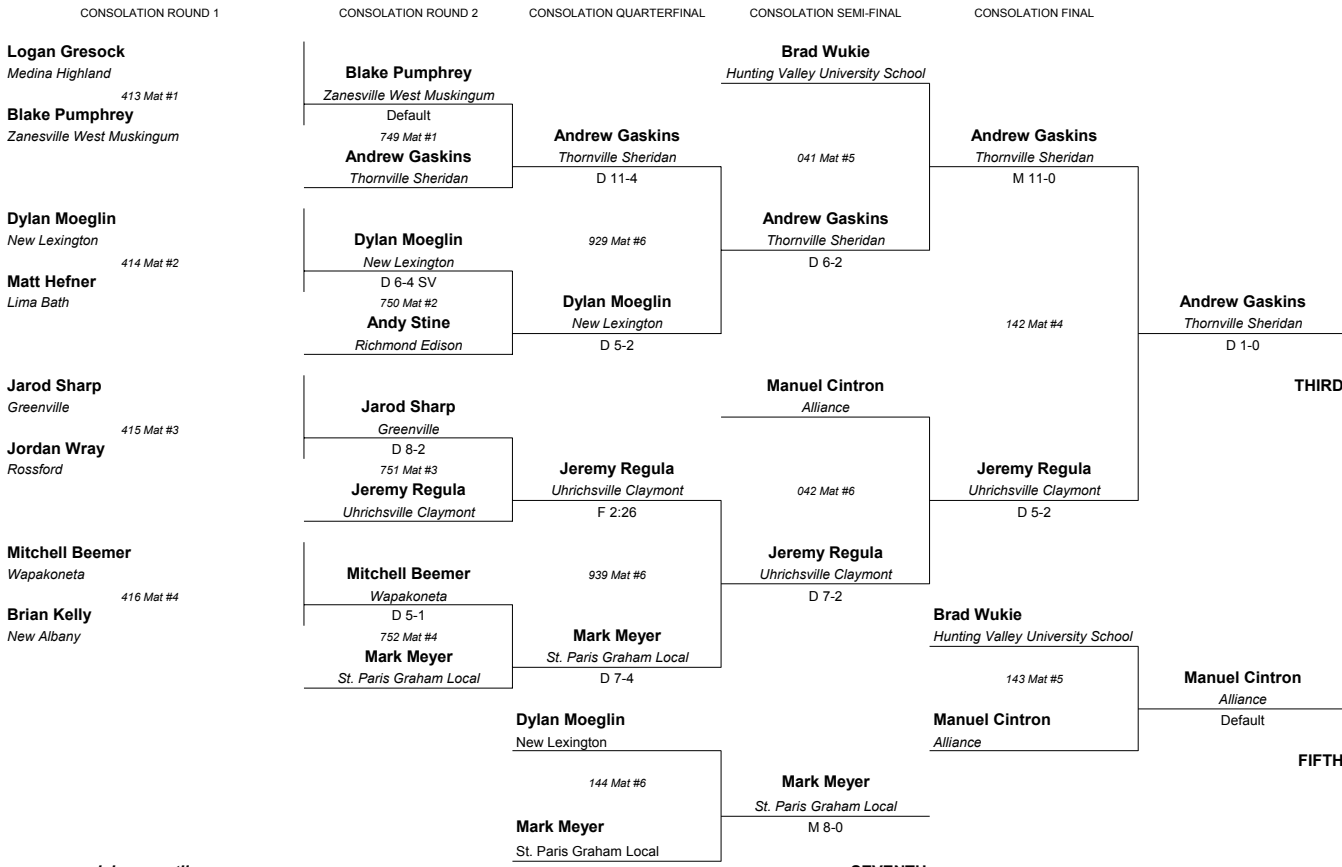 CONSOLATION ROUND 1
CONSOLATION ROUND 2
CONSOLATION QUARTERFINAL
CONSOLATION SEMI-FINAL
CONSOLATION FINAL
Logan Gresock
Medina Highland
413 Mat #1
Blake Pumphrey
Zanesville West Muskingum
Dylan Moeglin
New Lexington
414 Mat #2
Matt Hefner
Lima Bath
Jarod Sharp
Greenville
415 Mat #3
Jordan Wray
Rossford
Mitchell Beemer
Wapakoneta
416 Mat #4
Brian Kelly
New Albany
Blake Pumphrey
Zanesville West Muskingum
Default
749 Mat #1
Andrew Gaskins
Thornville Sheridan
Dylan Moeglin
New Lexington
D 6-4 SV
750 Mat #2
Andy Stine
Richmond Edison
Jarod Sharp
Greenville
D 8-2
751 Mat #3
Jeremy Regula
Uhrichsville Claymont
Mitchell Beemer
Wapakoneta
D 5-1
752 Mat #4
Mark Meyer
St. Paris Graham Local
Andrew Gaskins
Thornville Sheridan
D 11-4
929 Mat #6
Dylan Moeglin
New Lexington
D 5-2
Jeremy Regula
Uhrichsville Claymont
F 2:26
939 Mat #6
Mark Meyer
St. Paris Graham Local
D 7-4
Dylan Moeglin
New Lexington
144 Mat #6
Mark Meyer
St. Paris Graham Local
Brad Wukie
Hunting Valley University School
041 Mat #5
Andrew Gaskins
Thornville Sheridan
D 6-2
Manuel Cintron
Alliance
042 Mat #6
Jeremy Regula
Uhrichsville Claymont
D 7-2
Mark Meyer
St. Paris Graham Local
M 8-0
Andrew Gaskins
Thornville Sheridan
M 11-0
142 Mat #4
Jeremy Regula
Uhrichsville Claymont
D 5-2
Brad Wukie
Hunting Valley University School
143 Mat #5
Manuel Cintron
Alliance
Andrew Gaskins
Thornville Sheridan
D 1-0
THIRD
Manuel Cintron
Alliance
Default
FIFTH